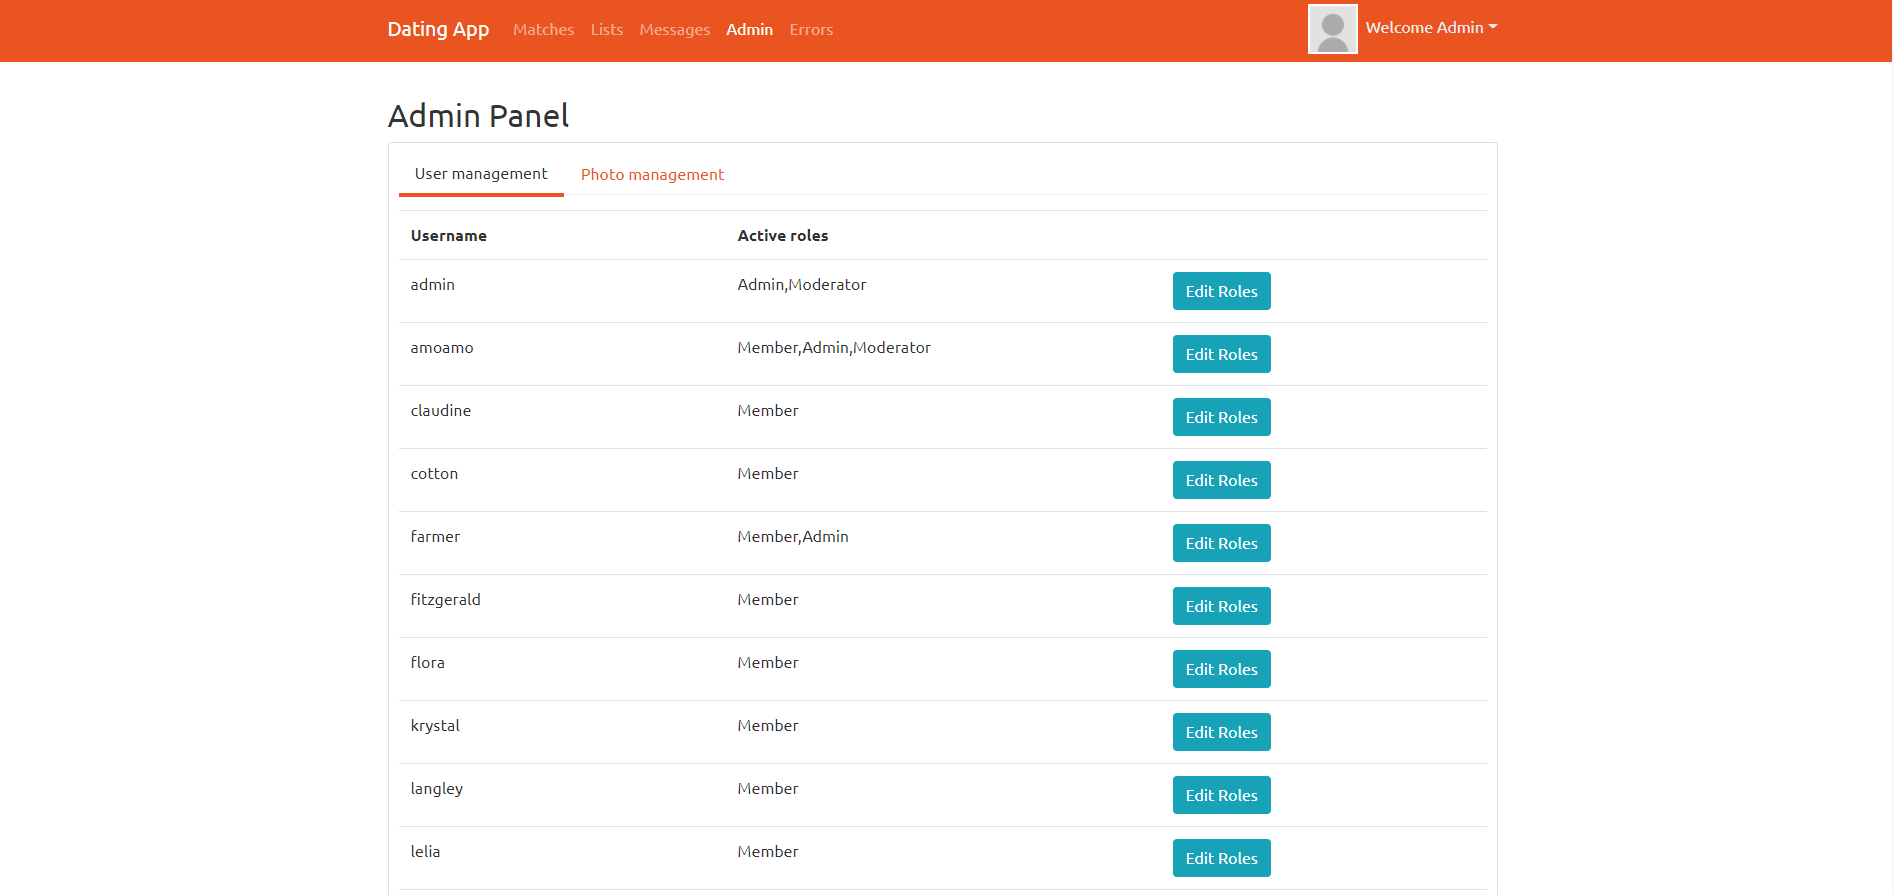 Dating App Matches Lists Messages Admin Errors Welcome Admin
Admin Panel
User management Photo management
Username Active roles
admin Admin,Moderator Edit Roles
amoamo Member,Admin,Moderator Edit Roles
claudine Member Edit Roles
cotton Member Edit Roles
farmer Member,Admin Edit Roles
fitzgerald Member Edit Roles
flora Member Edit Roles
krystal Member Edit Roles
langley Member Edit Roles
lelia Member Edit Roles